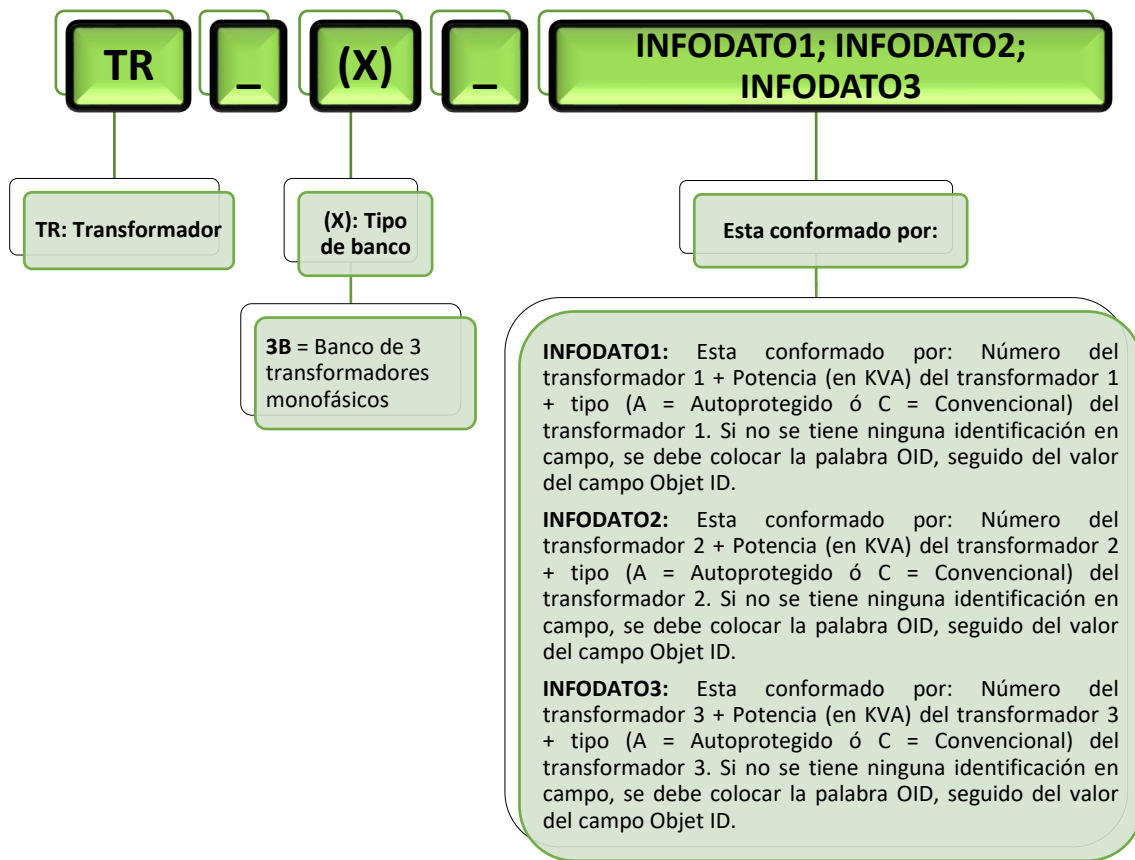 TR
_
(X)
_
INFODATO1; INFODATO2;
INFODATO3
TR: Transformador
(X): Tipo
de banco
Esta conformado por:
3B = Banco de 3
transformadores
monofásicos
INFODATO1: Esta conformado por: Número del
transformador 1 + Potencia (en KVA) del transformador 1
+ tipo (A = Autoprotegido ó C = Convencional) del
transformador 1. Si no se tiene ninguna identificación en
campo, se debe colocar la palabra OID, seguido del valor
del campo Objet ID.
INFODATO2: Esta conformado por: Número del
transformador 2 + Potencia (en KVA) del transformador 2
+ tipo (A = Autoprotegido ó C = Convencional) del
transformador 2. Si no se tiene ninguna identificación en
campo, se debe colocar la palabra OID, seguido del valor
del campo Objet ID.
INFODATO3: Esta conformado por: Número del
transformador 3 + Potencia (en KVA) del transformador 3
+ tipo (A = Autoprotegido ó C = Convencional) del
transformador 3. Si no se tiene ninguna identificación en
campo, se debe colocar la palabra OID, seguido del valor
del campo Objet ID.